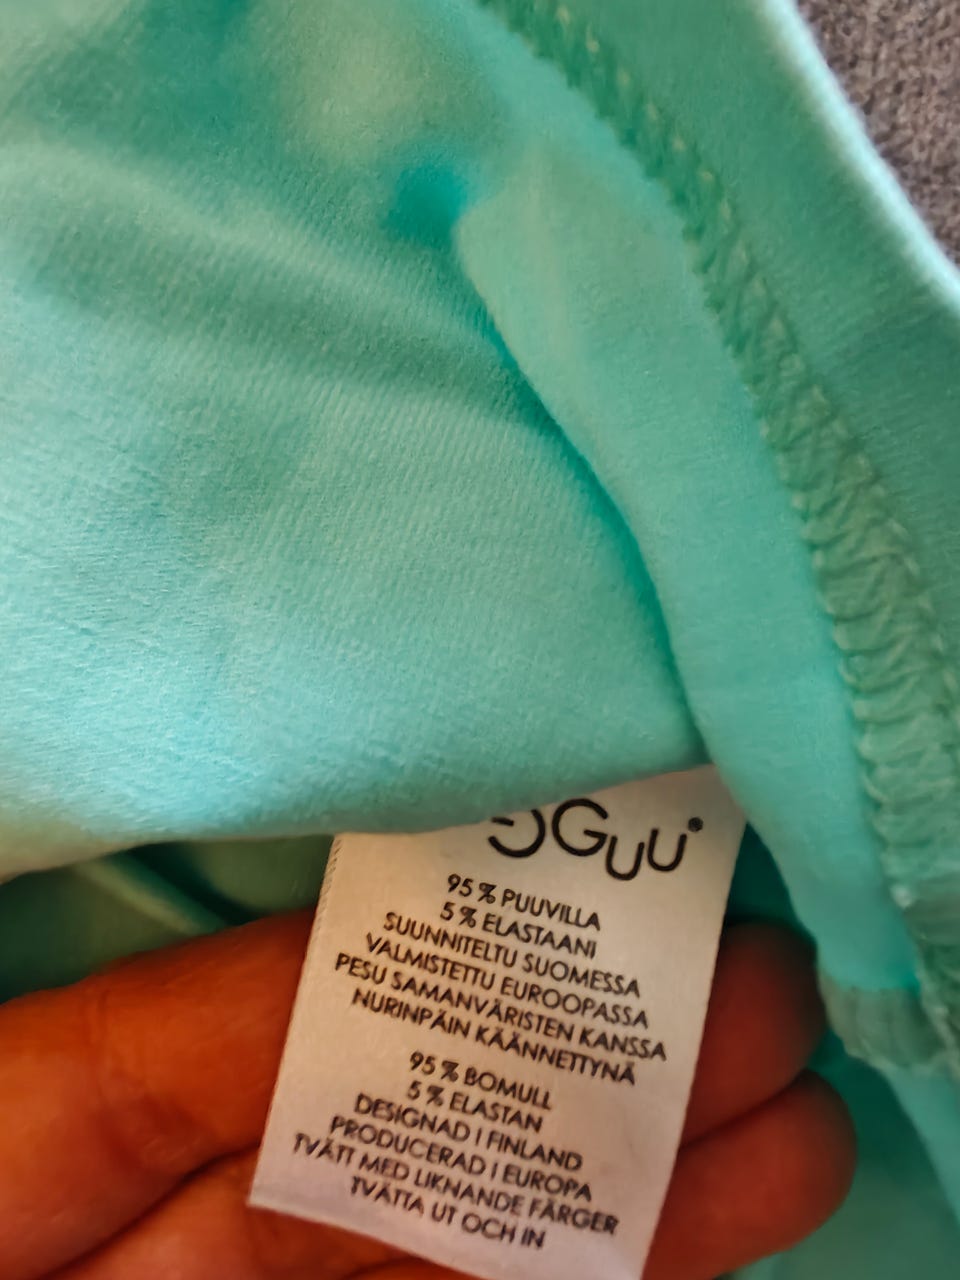 GUU®
95 % PUUVILLA
5 % ELASTAANI
SUUNNITELTU SUOMESSA
VALMISTETTU EUROOPASSA
PESU SAMANVÄRISTEN KANSSA
NURINPÄIN KÄÄNNETTYNÄ
95 % BOMULL
5 % ELASTAN
DESIGNAD I FINLAND
PRODUCERAD I EUROPA
TVÄTT MED LIKNANDE FÄRGER
TVÄTTA UT OCH IN